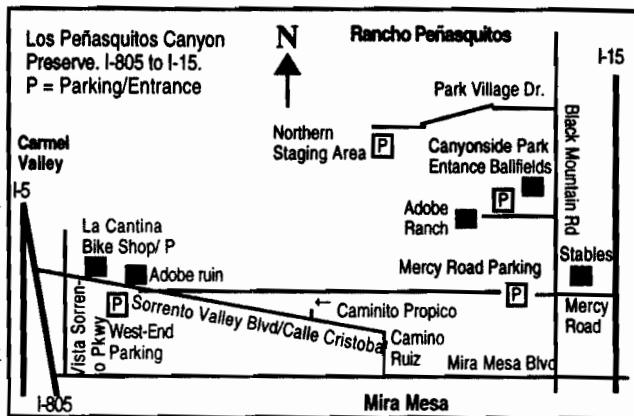 Los Peñasquitos Canyon
Preserve. I-805 to I-15.
P = Parking/Entrance
N
Rancho Peñasquitos
I-15
Park Village Dr.
Northern
Staging Area
P
Canyonside Park
Entance Ballfields
P
Black Mountain Rd
Carmel
Valley
I-5
Adobe
Ranch
La Cantina
Bike Shop/ P
Adobe ruin
Mercy Road Parking
P
Stables
Mercy
Road
Vista Sorren-
o Pkwy
P
West-End
Parking
Sorrento Valley Blvd/Calle Cristoba
← Caminito Propico
Camino
Ruiz
Mira Mesa Blvd
I-805
Mira Mesa